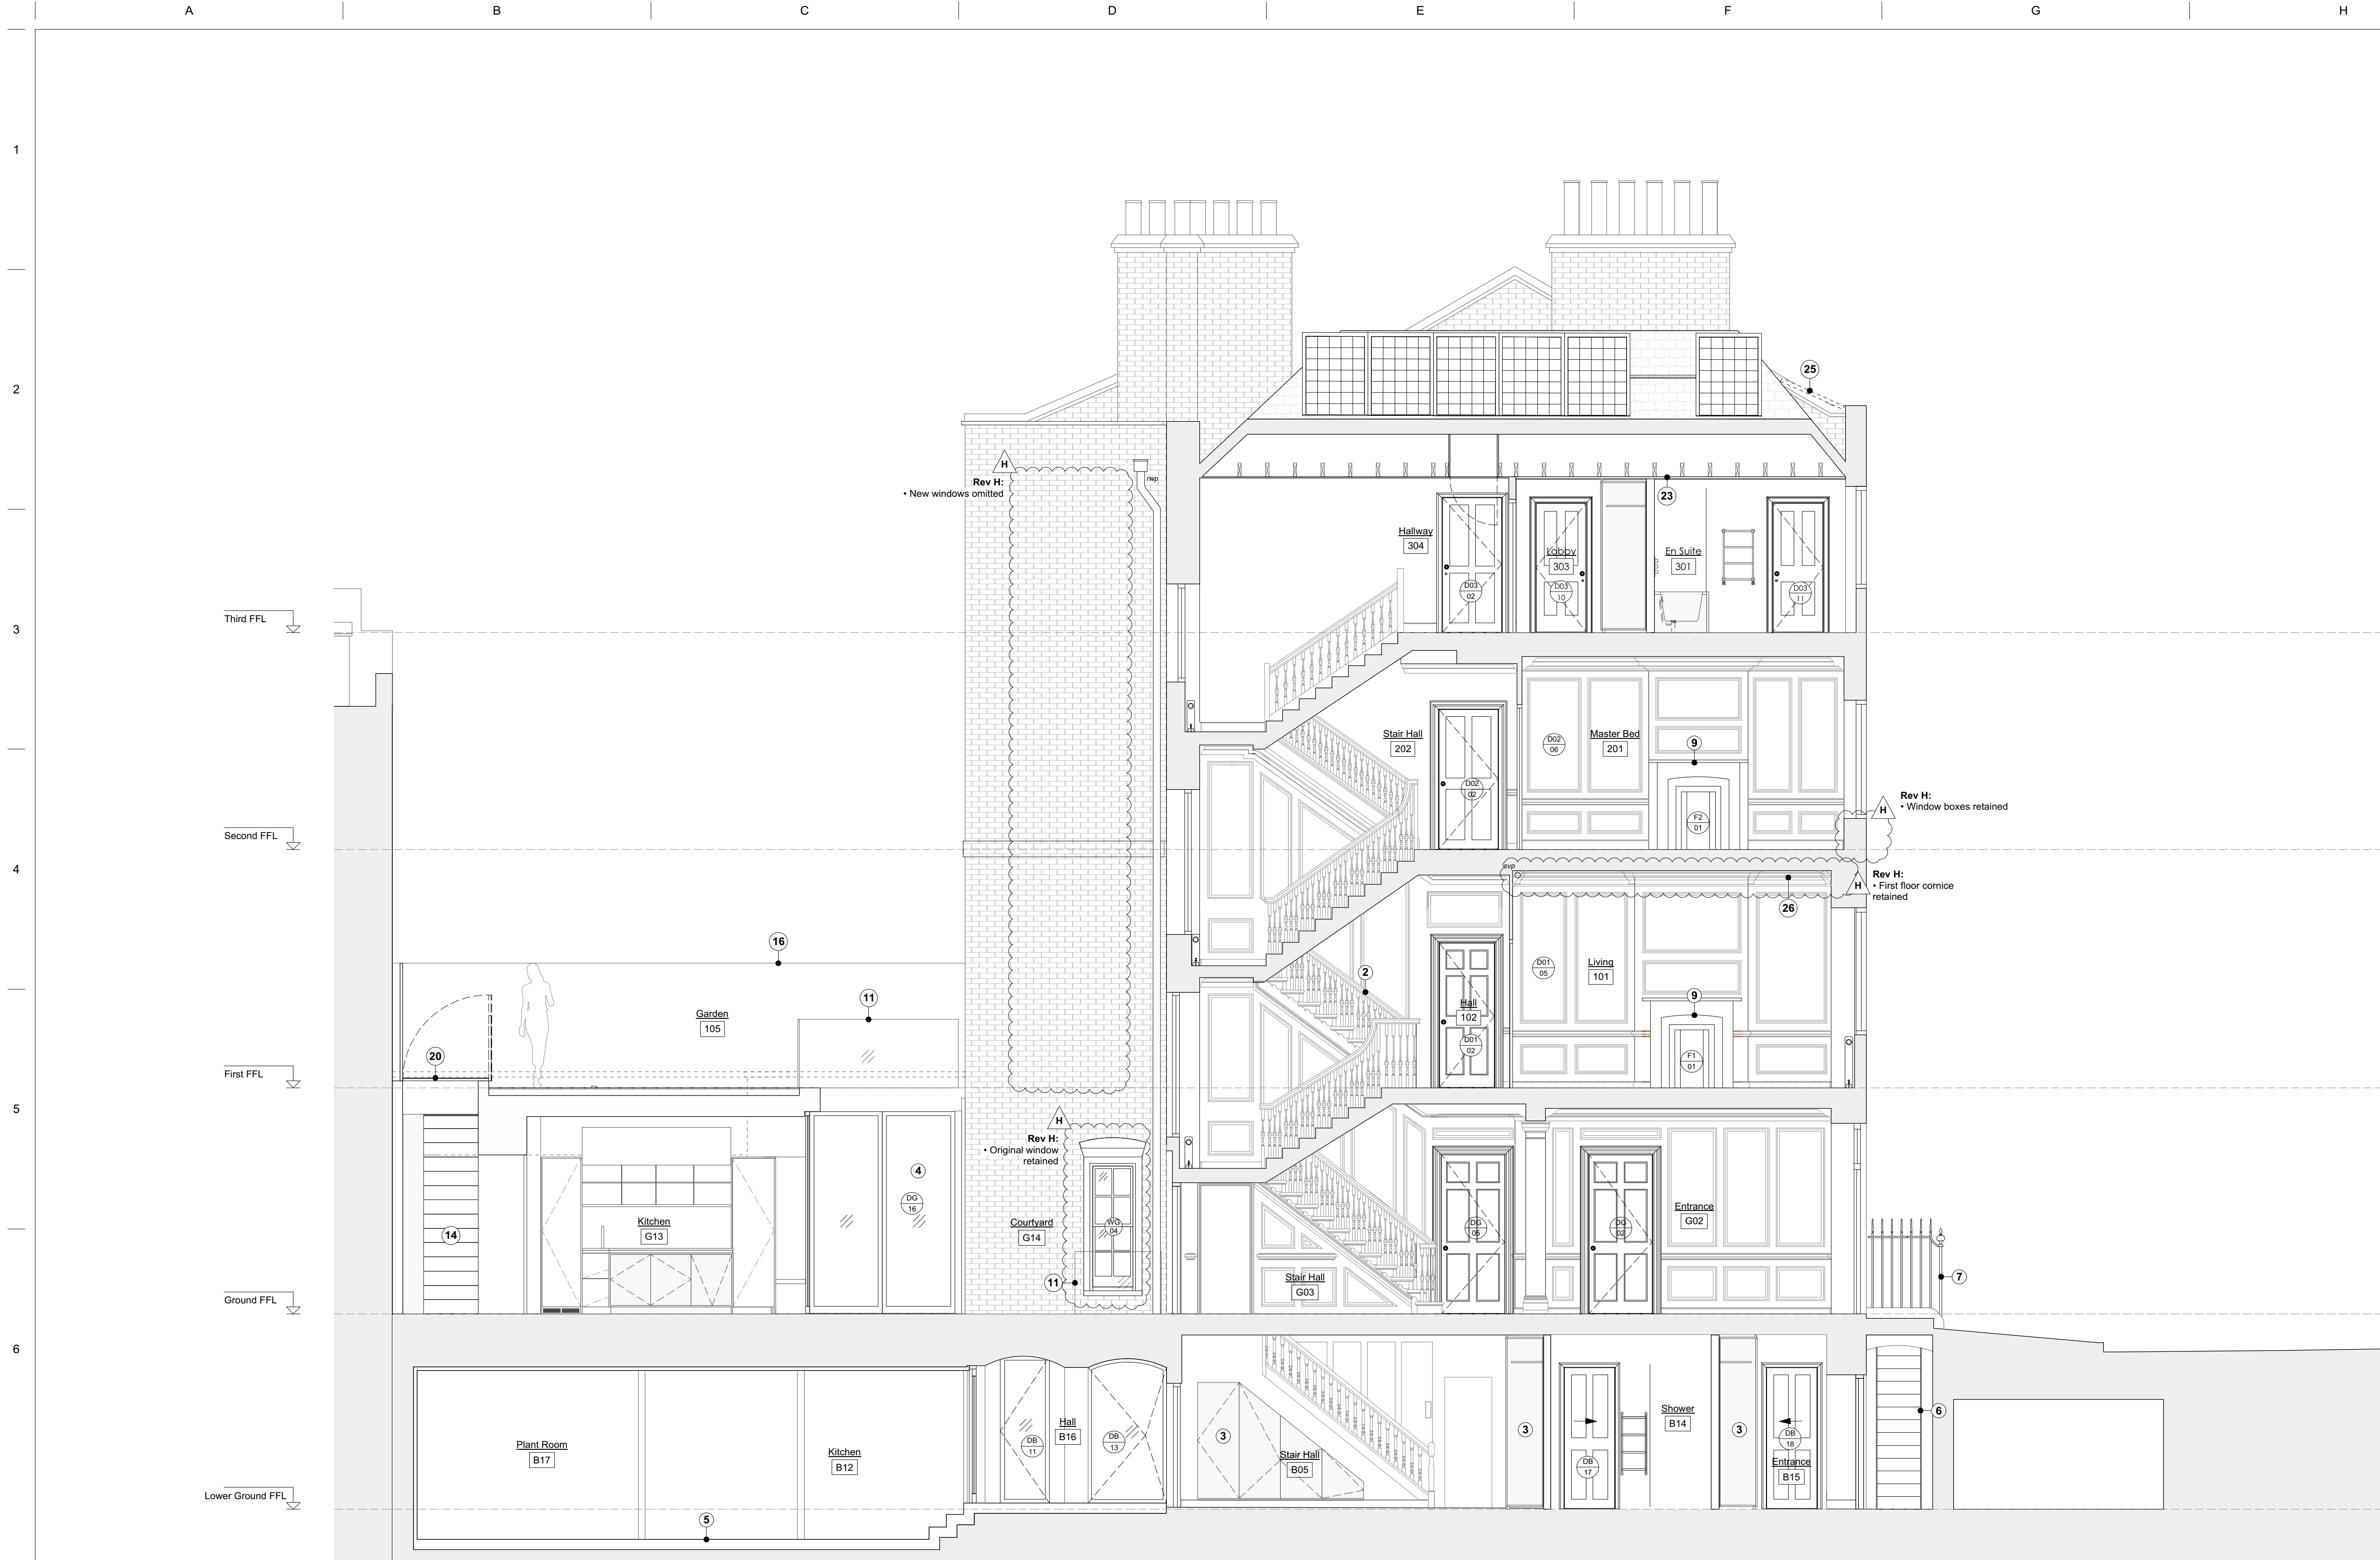 A B C D E F G H
1
2
25
H
Rev H:
• New windows omitted
rwp
23
Hallway
304
Lobby
303
En Suite
301
D03
02
D03
10
D03
11
Third FFL
3
Stair Hall
202
D02
06
Master Bed
201
9
D02
02
F2
01
H
Rev H:
• Window boxes retained
Second FFL
4
svp
H
Rev H:
• First floor cornice
retained
26
16
2
D01
05
Living
101
11
Garden
105
9
Hall
102
D01
02
F1
01
20
First FFL
5
H
Rev H:
• Original window
retained
4
DG
16
Kitchen
G13
14
Courtyard
G14
WG
04
11
Stair Hall
G03
DG
05
DG
02
Entrance
G02
7
Ground FFL
6
Plant Room
B17
Kitchen
B12
DB
11
Hall
B16
DB
13
3
Stair Hall
B05
3
DB
17
Shower
B14
3
DB
18
Entrance
B15
6
Lower Ground FFL
5